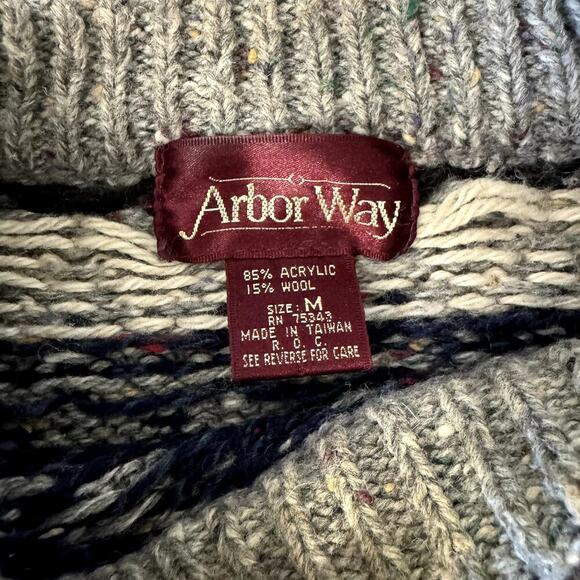 Arbor Way
85% ACRYLIC
15% WOOL
SIZE: M
RN 75343
MADE IN TAIWAN
R. O. C.
SEE REVERSE FOR CARE